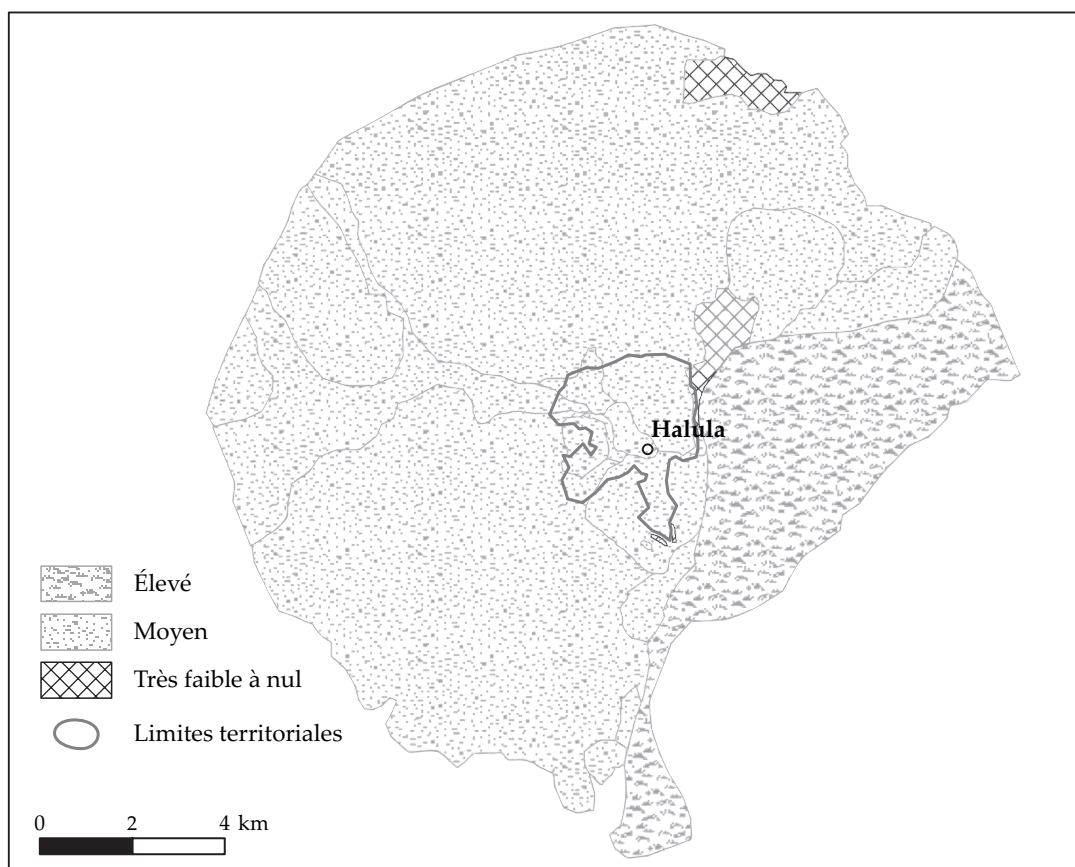 Halula
Élevé
Moyen
Très faible à nul
Limites territoriales
0 2 4 km